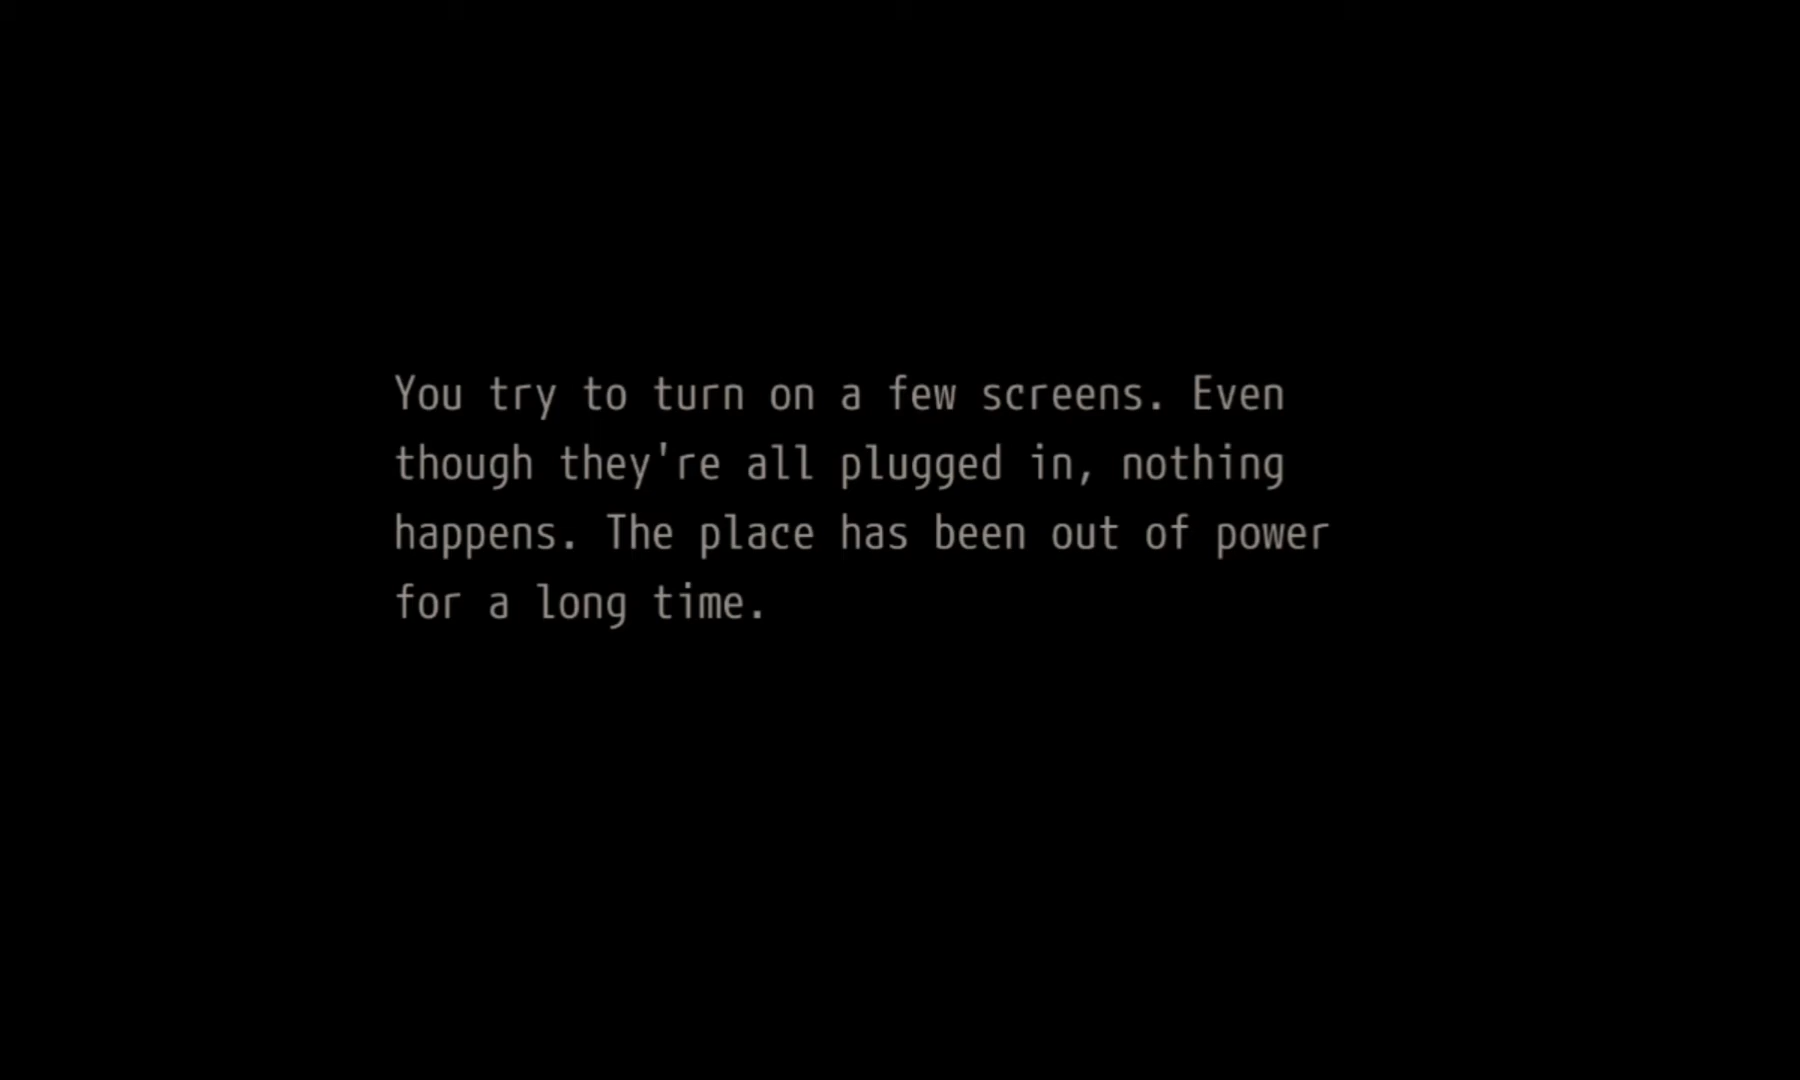 You try to turn on a few screens. Even
though they're all plugged in, nothing
happens. The place has been out of power
for a long time.